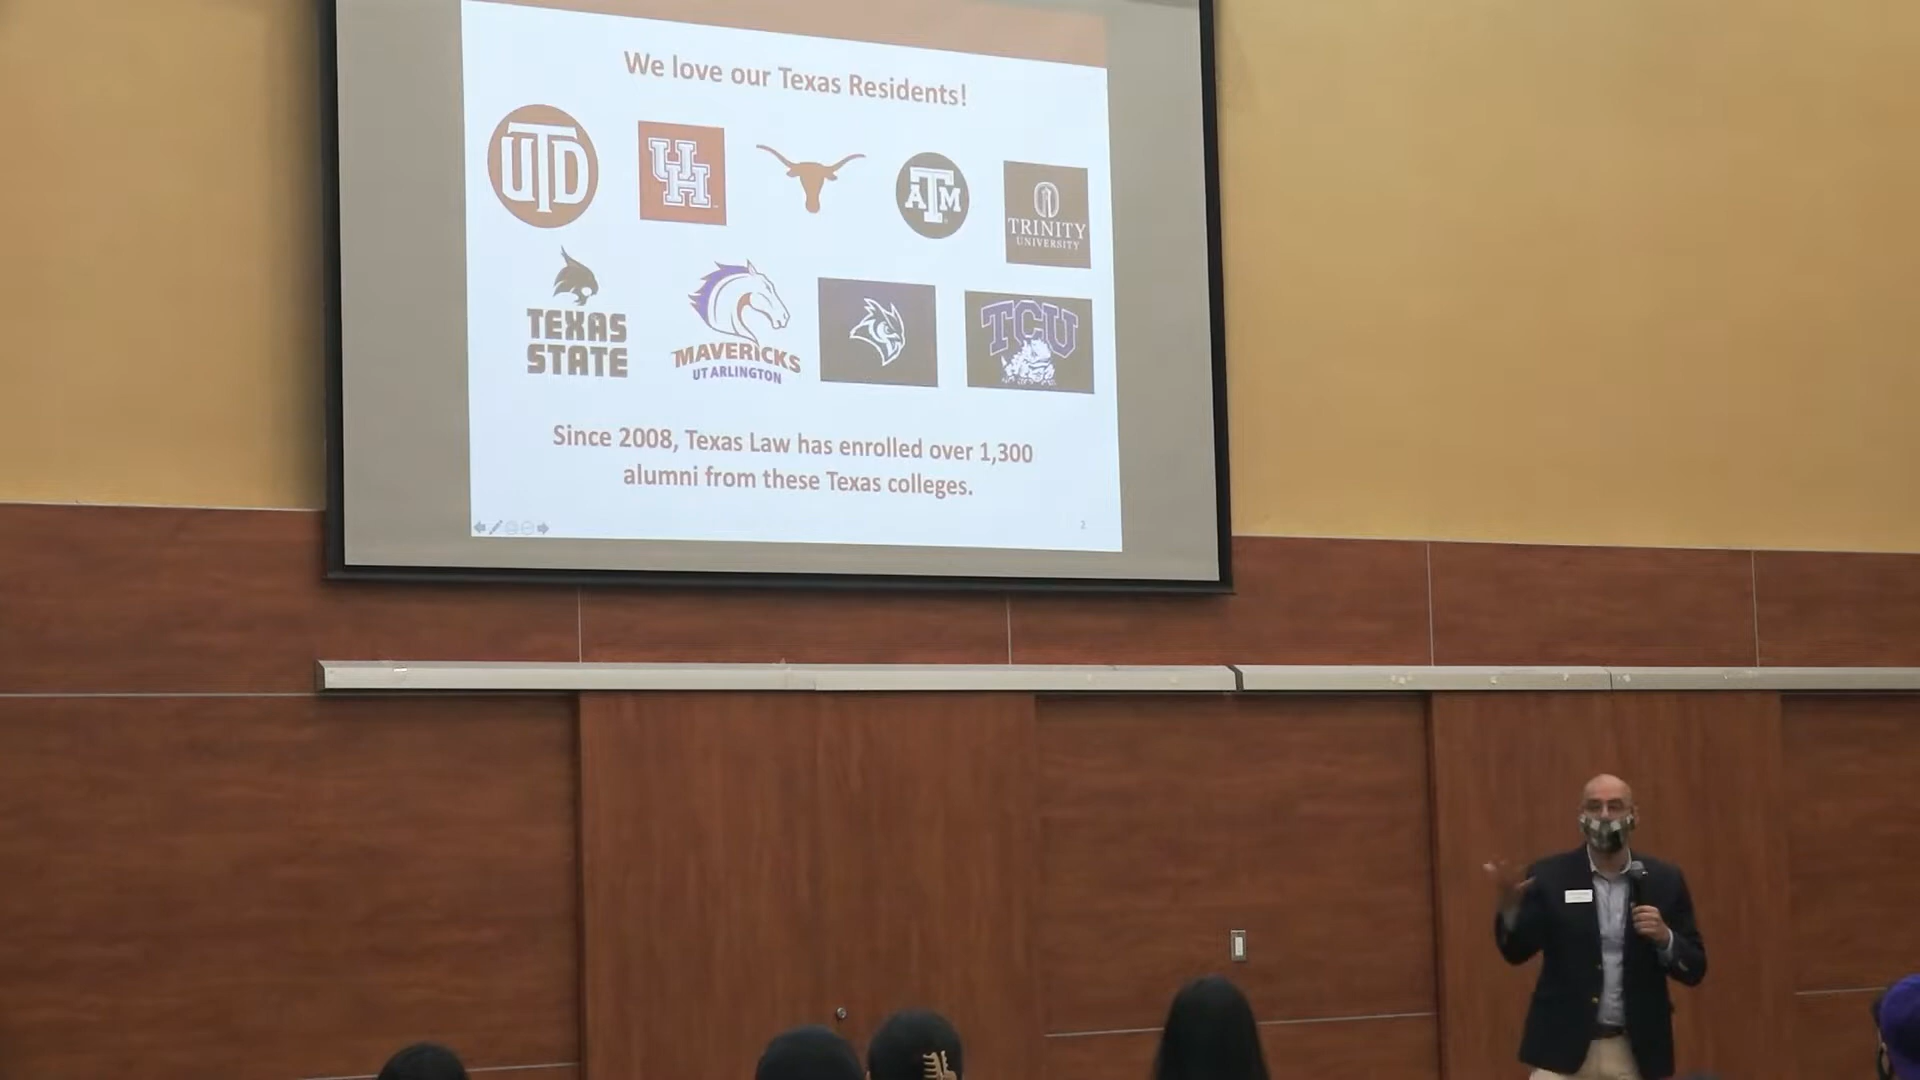 We love our Texas Residents!
UTD
UH
ATM
TRINITY
UNIVERSITY
TEXAS
STATE
MAVERICKS
UT ARLINGTON
TCU
Since 2008, Texas Law has enrolled over 1,300
alumni from these Texas colleges.
2